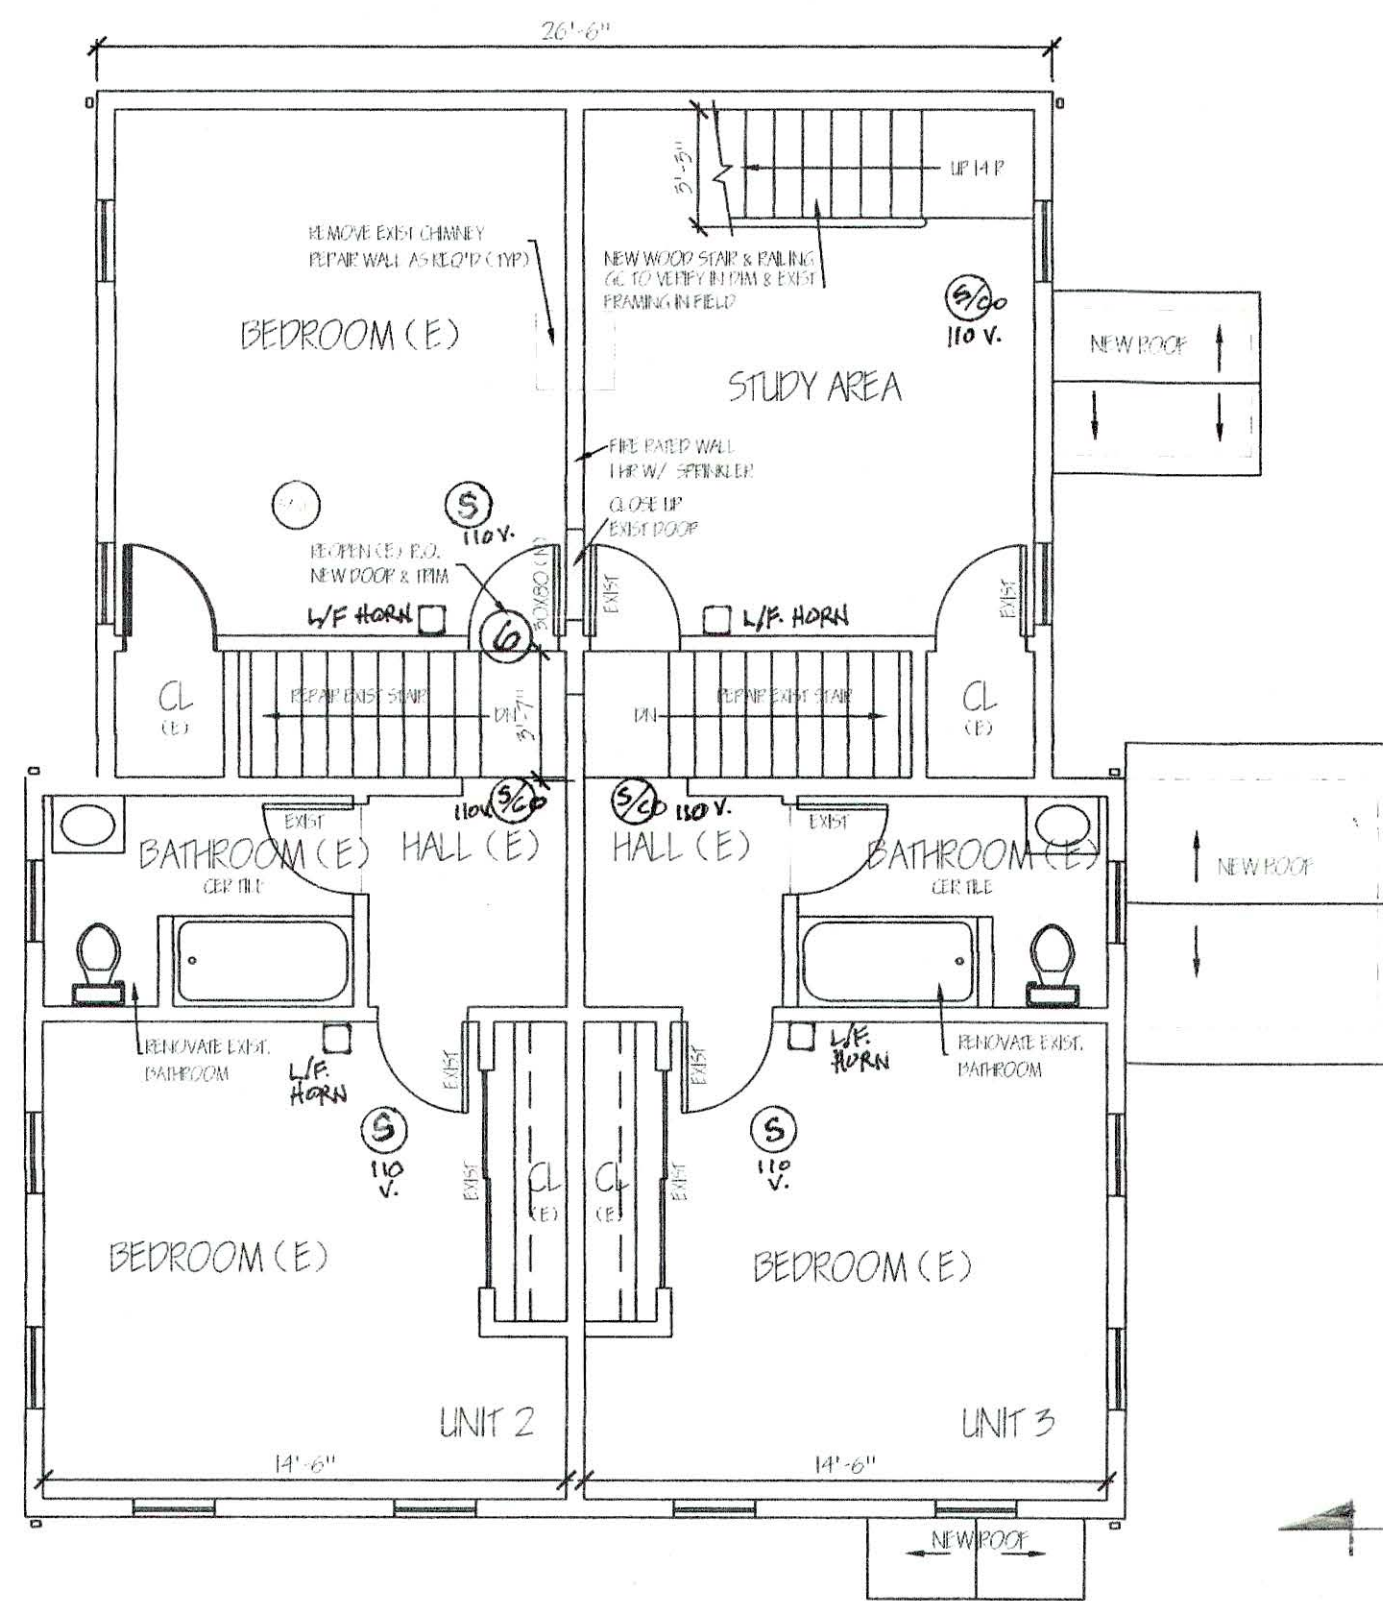 26'-6"
3'-3"
UP 14 R
REMOVE EXIST CHIMNEY
REPAIR WALL AS REQ'D (TYP)
NEW WOOD STAIR & RAILING
GC TO VERIFY IN DIM & EXIST
FRAMING IN FIELD
S/CO
110 V.
BEDROOM (E)
STUDY AREA
NEW ROOF
FIRE RATED WALL
1 HR W/ SPRINKLER
CLOSE UP
EXIST DOOR
S
110 V.
REOPEN (E) R.O.
NEW DOOR & TRIM
30X80 (N)
EXIST
EXIST
L/F HORN
L/F. HORN
6
CL
(E)
REPAIR EXIST STAIR
DN
3'-7"
DN
REPAIR EXIST STAIR
CL
(E)
110V.
S/CO
S/CO
110 V.
EXIST
EXIST
BATHROOM (E)
CER TILE
HALL (E)
HALL (E)
BATHROOM (E)
CER TILE
NEW ROOF
RENOVATE EXIST.
BATHROOM
L/F.
HORN
EXIST
EXIST
L/F.
HORN
RENOVATE EXIST.
BATHROOM
S
110
V.
S
110
V.
EXIST
CL
(E)
CL
(E)
EXIST
BEDROOM (E)
BEDROOM (E)
UNIT 2
UNIT 3
14'-6"
14'-6"
NEW ROOF